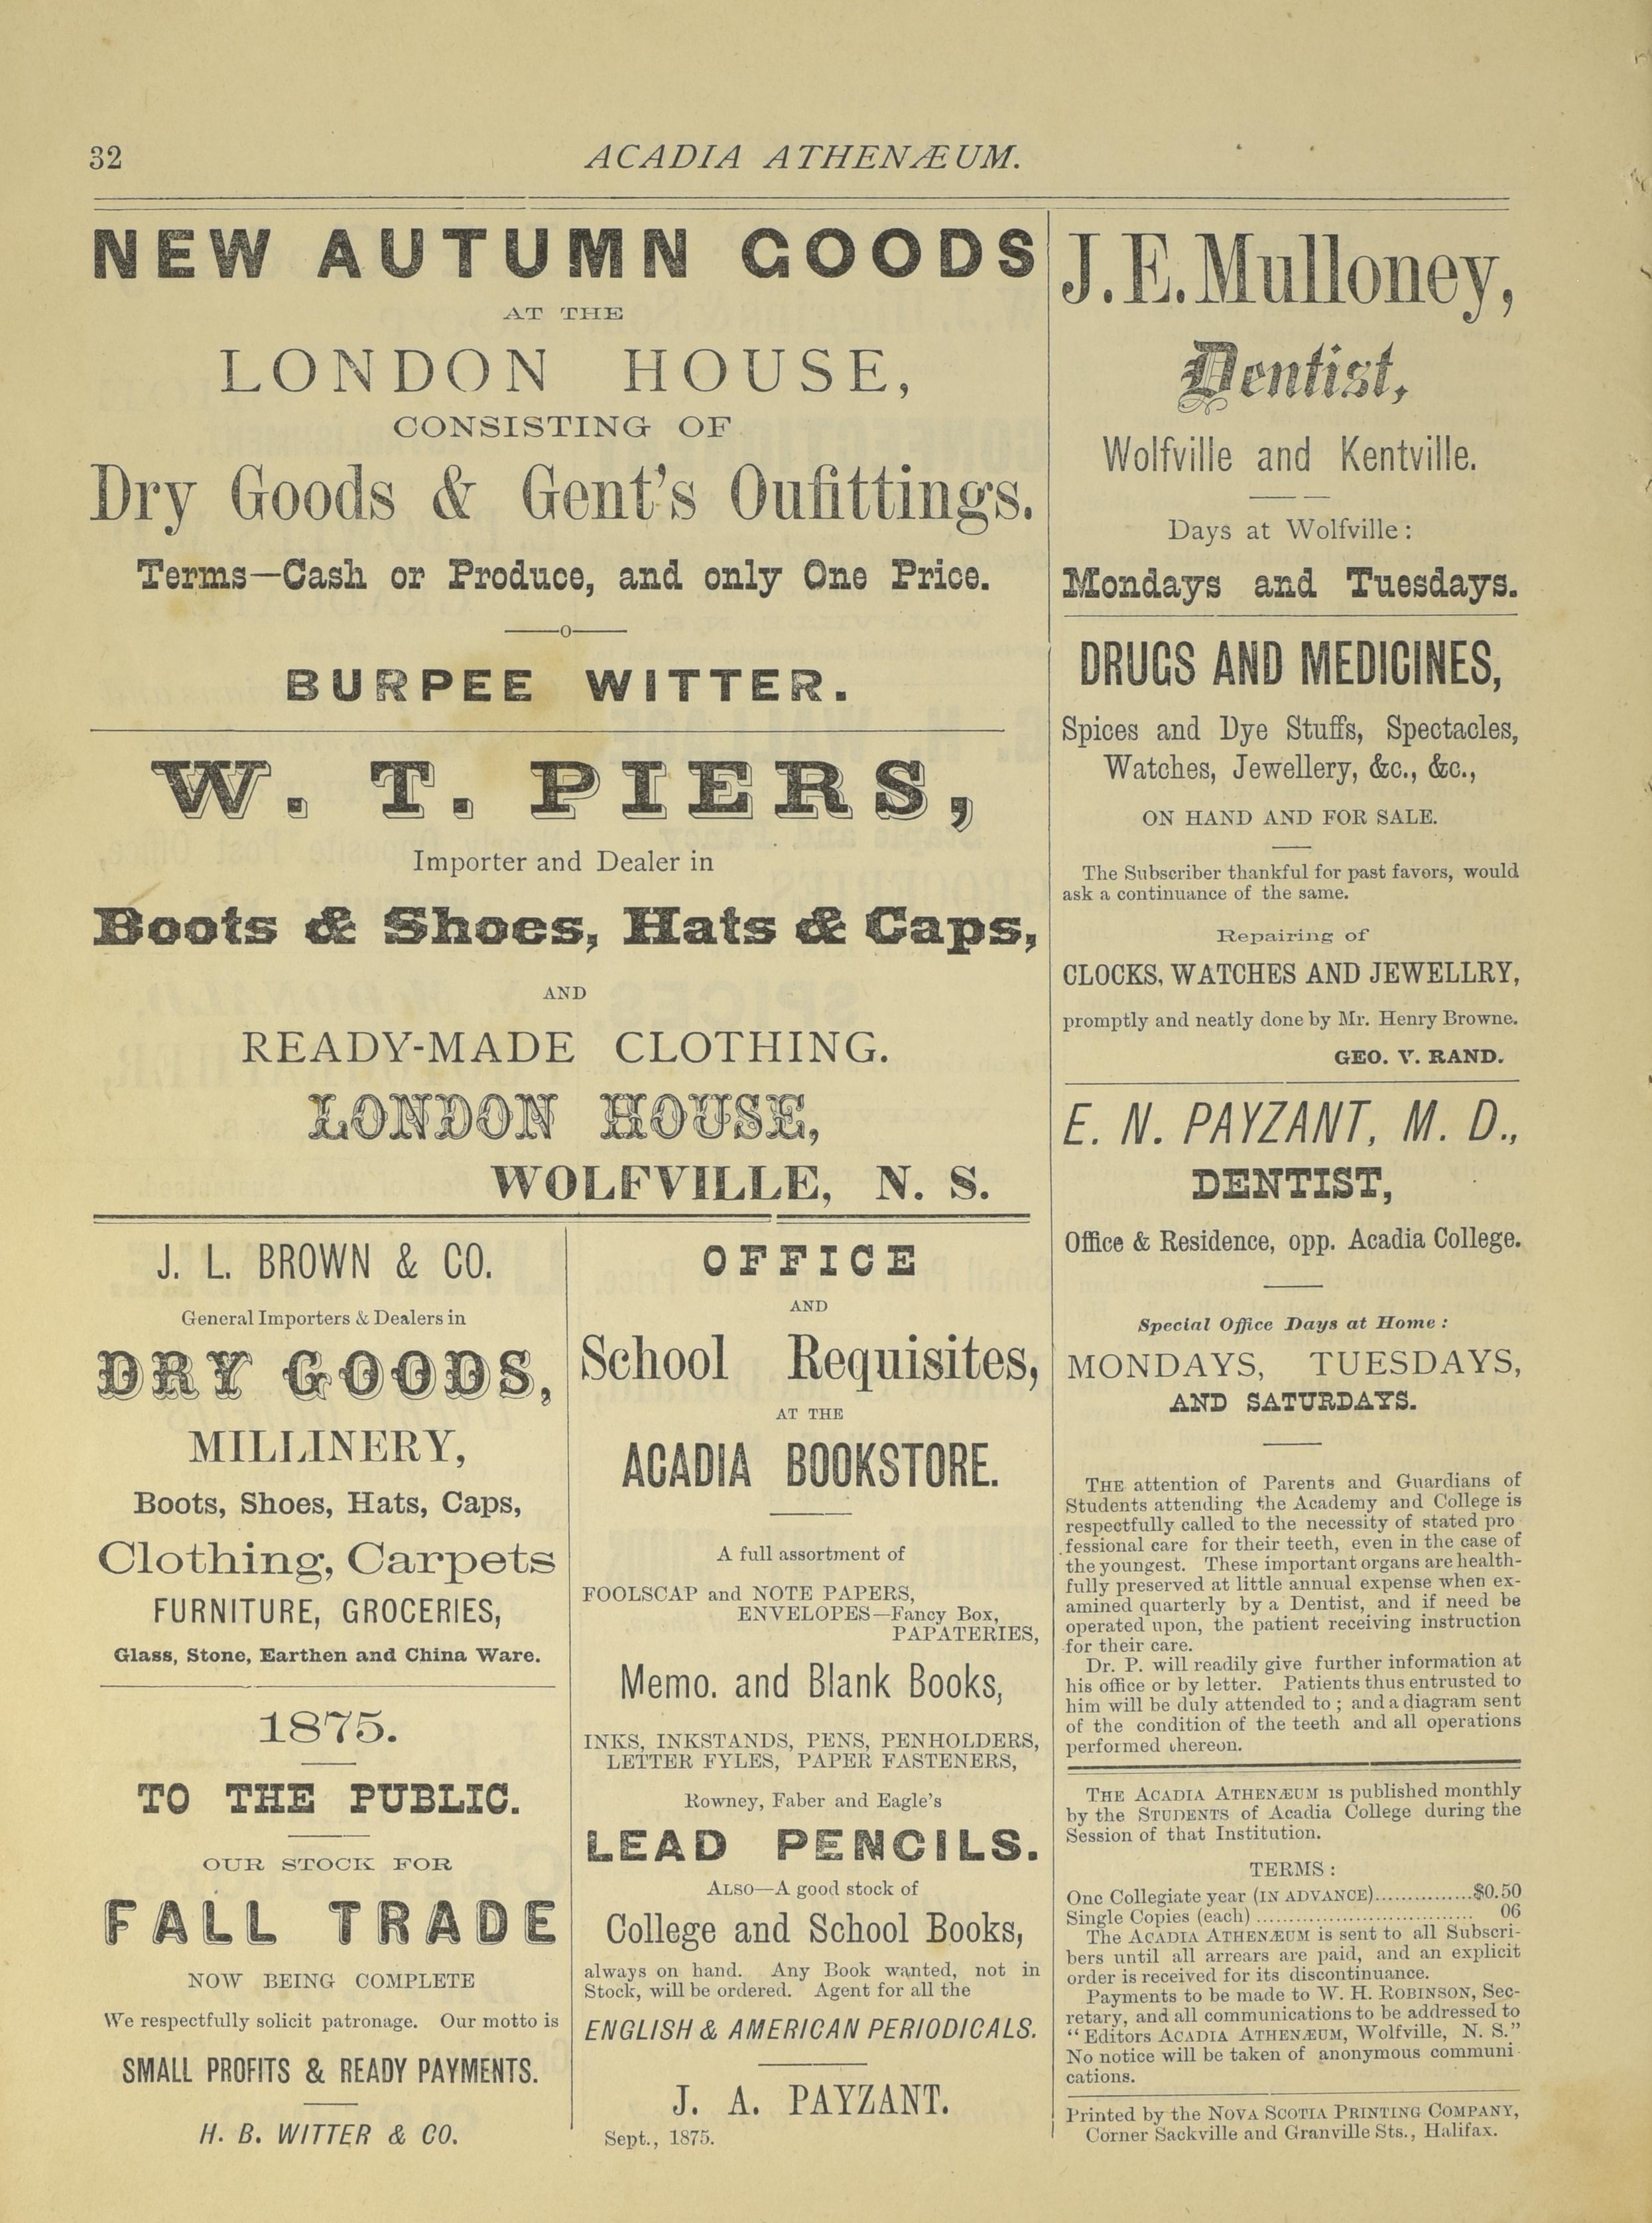 32
ACADIA ATHENÆUM.
NEW AUTUMN GOODS
AT THE
LONDON HOUSE,
CONSISTING OF
Dry Goods & Gent's Oufittings.
Terms—Cash or Produce, and only One Price.
——o——
BURPEE WITTER.
W. T. PIERS,
Importer and Dealer in
Boots & Shoes, Hats & Caps,
AND
READY-MADE CLOTHING.
LONDON HOUSE,
WOLFVILLE, N. S.
J. L. BROWN & CO.
General Importers & Dealers in
DRY GOODS,
MILLINERY,
Boots, Shoes, Hats, Caps,
Clothing, Carpets
FURNITURE, GROCERIES,
Glass, Stone, Earthen and China Ware.
1875.
TO THE PUBLIC.
OUR STOCK FOR
FALL TRADE
NOW BEING COMPLETE
We respectfully solicit patronage. Our motto is
SMALL PROFITS & READY PAYMENTS.
H. B. WITTER & CO.
OFFICE
AND
School Requisites,
AT THE
ACADIA BOOKSTORE.
A full assortment of
FOOLSCAP and NOTE PAPERS,
ENVELOPES—Fancy Box,
PAPATERIES,
Memo. and Blank Books,
INKS, INKSTANDS, PENS, PENHOLDERS,
LETTER FYLES, PAPER FASTENERS,
Rowney, Faber and Eagle's
LEAD PENCILS.
ALSO—A good stock of
College and School Books,
always on hand. Any Book wanted, not in
Stock, will be ordered. Agent for all the
ENGLISH & AMERICAN PERIODICALS.
J. A. PAYZANT.
Sept., 1875.
J. E. Mulloney,
Dentist,
Wolfville and Kentville.
Days at Wolfville:
Mondays and Tuesdays.
DRUGS AND MEDICINES,
Spices and Dye Stuffs, Spectacles,
Watches, Jewellery, &c., &c.,
ON HAND AND FOR SALE.
The Subscriber thankful for past favors, would
ask a continuance of the same.
Repairing of
CLOCKS, WATCHES AND JEWELLRY,
promptly and neatly done by Mr. Henry Browne.
GEO. V. RAND.
E. N. PAYZANT, M. D.,
DENTIST,
Office & Residence, opp. Acadia College.
Special Office Days at Home:
MONDAYS, TUESDAYS,
AND SATURDAYS.
THE attention of Parents and Guardians of
Students attending the Academy and College is
respectfully called to the necessity of stated pro
fessional care for their teeth, even in the case of
the youngest. These important organs are health-
fully preserved at little annual expense when ex-
amined quarterly by a Dentist, and if need be
operated upon, the patient receiving instruction
for their care.
Dr. P. will readily give further information at
his office or by letter. Patients thus entrusted to
him will be duly attended to; and a diagram sent
of the condition of the teeth and all operations
performed thereon.
THE ACADIA ATHENÆUM is published monthly
by the STUDENTS of Acadia College during the
Session of that Institution.
TERMS:
One Collegiate year (IN ADVANCE)...............$0.50
Single Copies (each) ................................. 06
The ACADIA ATHENÆUM is sent to all Subscri-
bers until all arrears are paid, and an explicit
order is received for its discontinuance.
Payments to be made to W. H. ROBINSON, Sec-
retary, and all communications to be addressed to
"Editors ACADIA ATHENÆUM, Wolfville, N. S."
No notice will be taken of anonymous communi
cations.
Printed by the NOVA SCOTIA PRINTING COMPANY,
Corner Sackville and Granville Sts., Halifax.